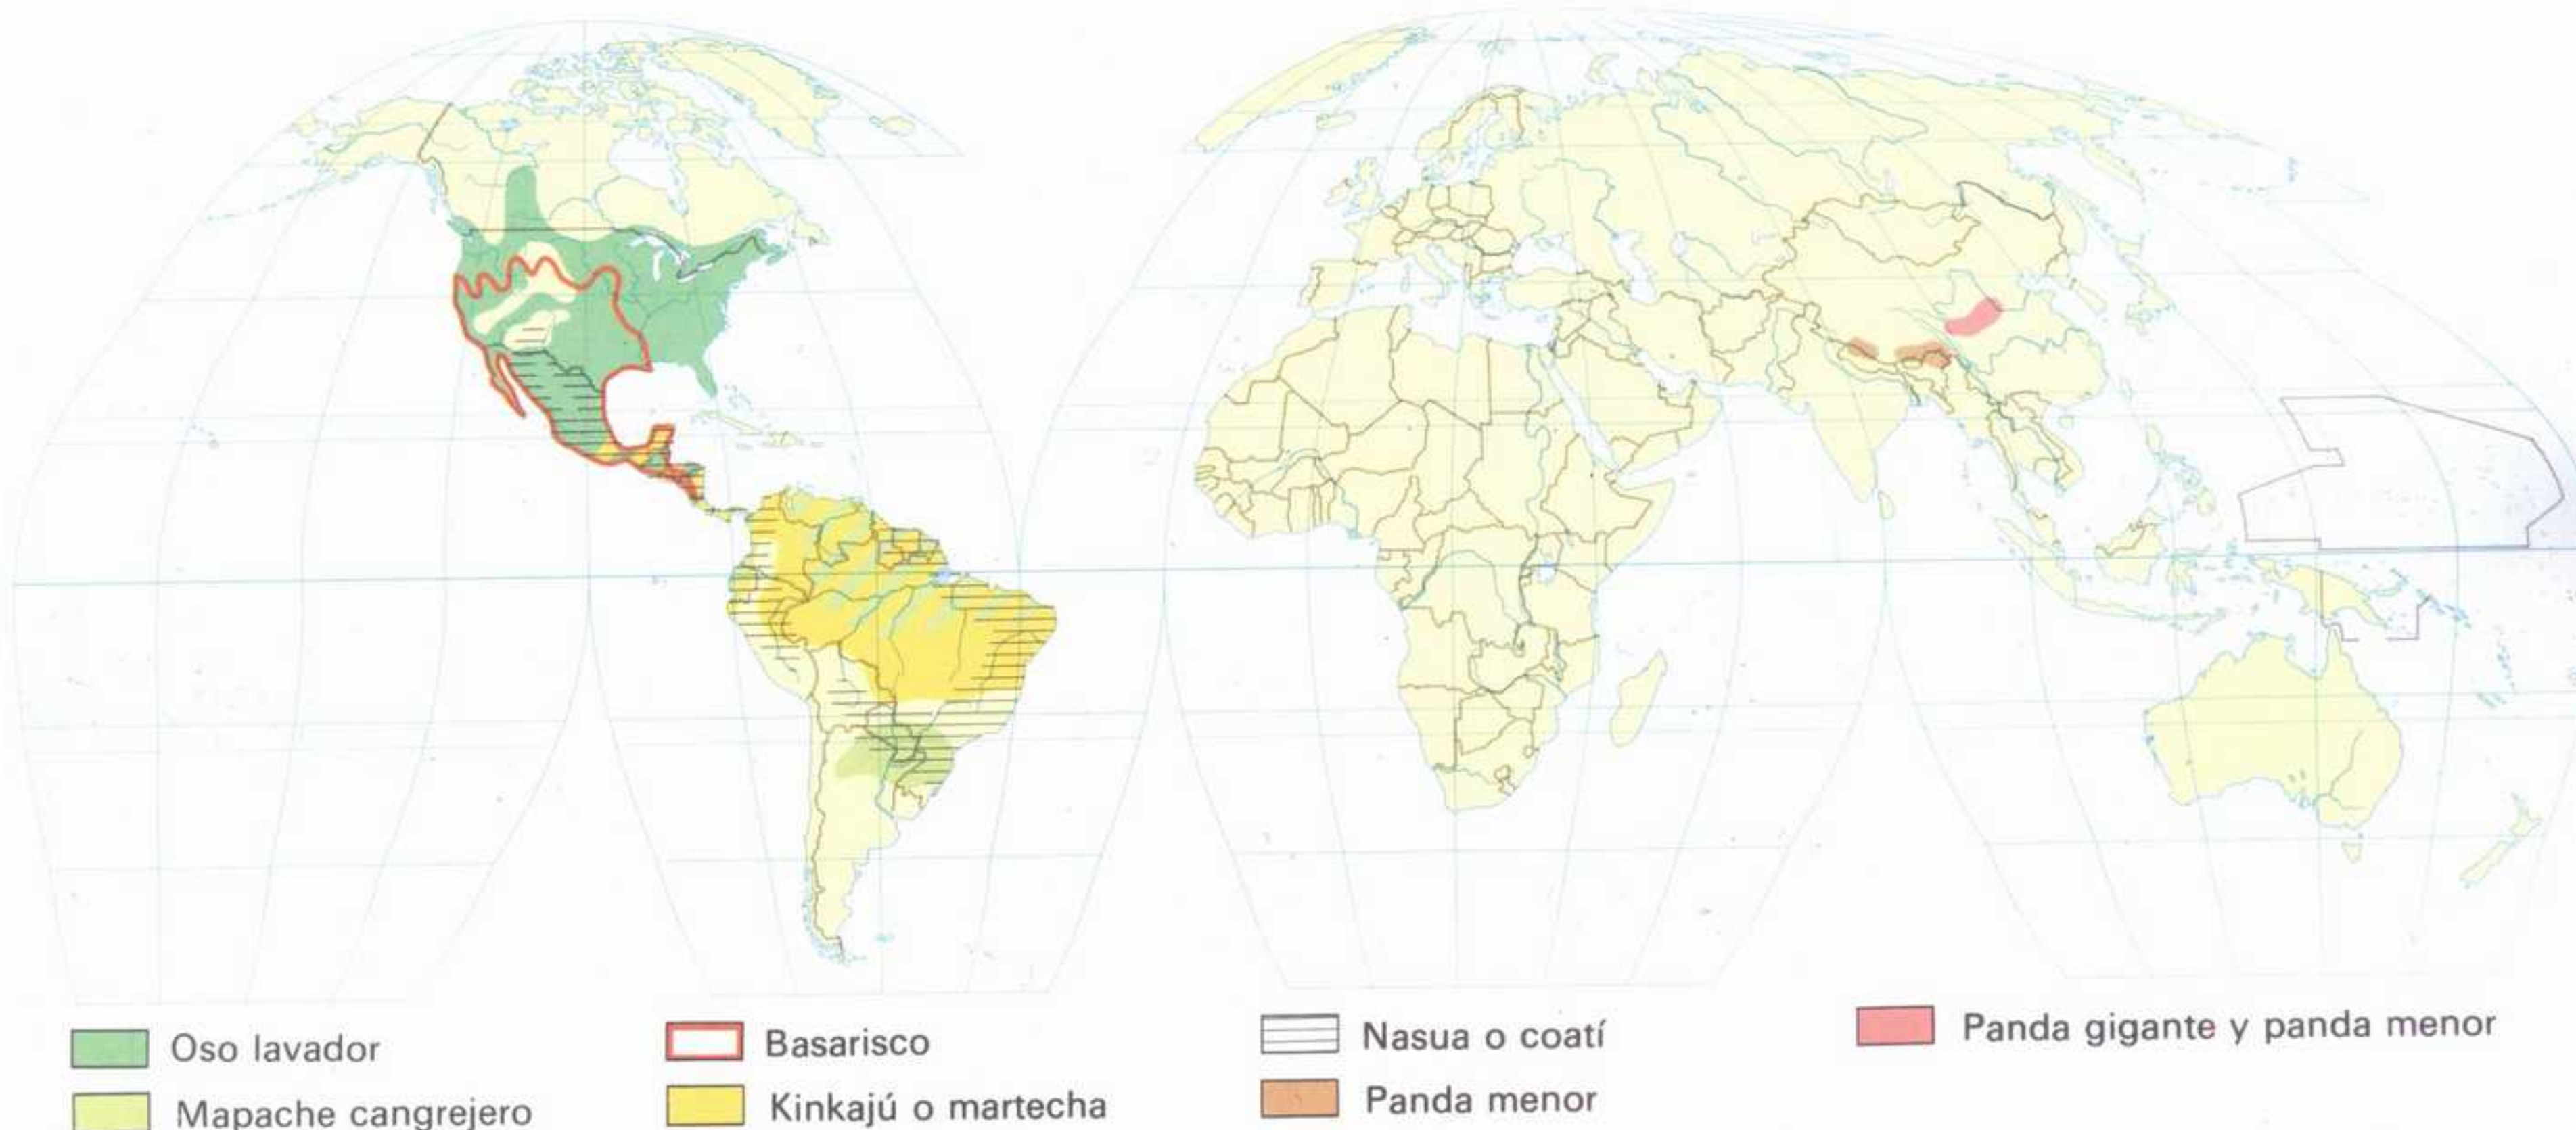 Oso lavador
Mapache cangrejero
Basarisco
Kinkajú o martecha
Nasua o coatí
Panda menor
Panda gigante y panda menor